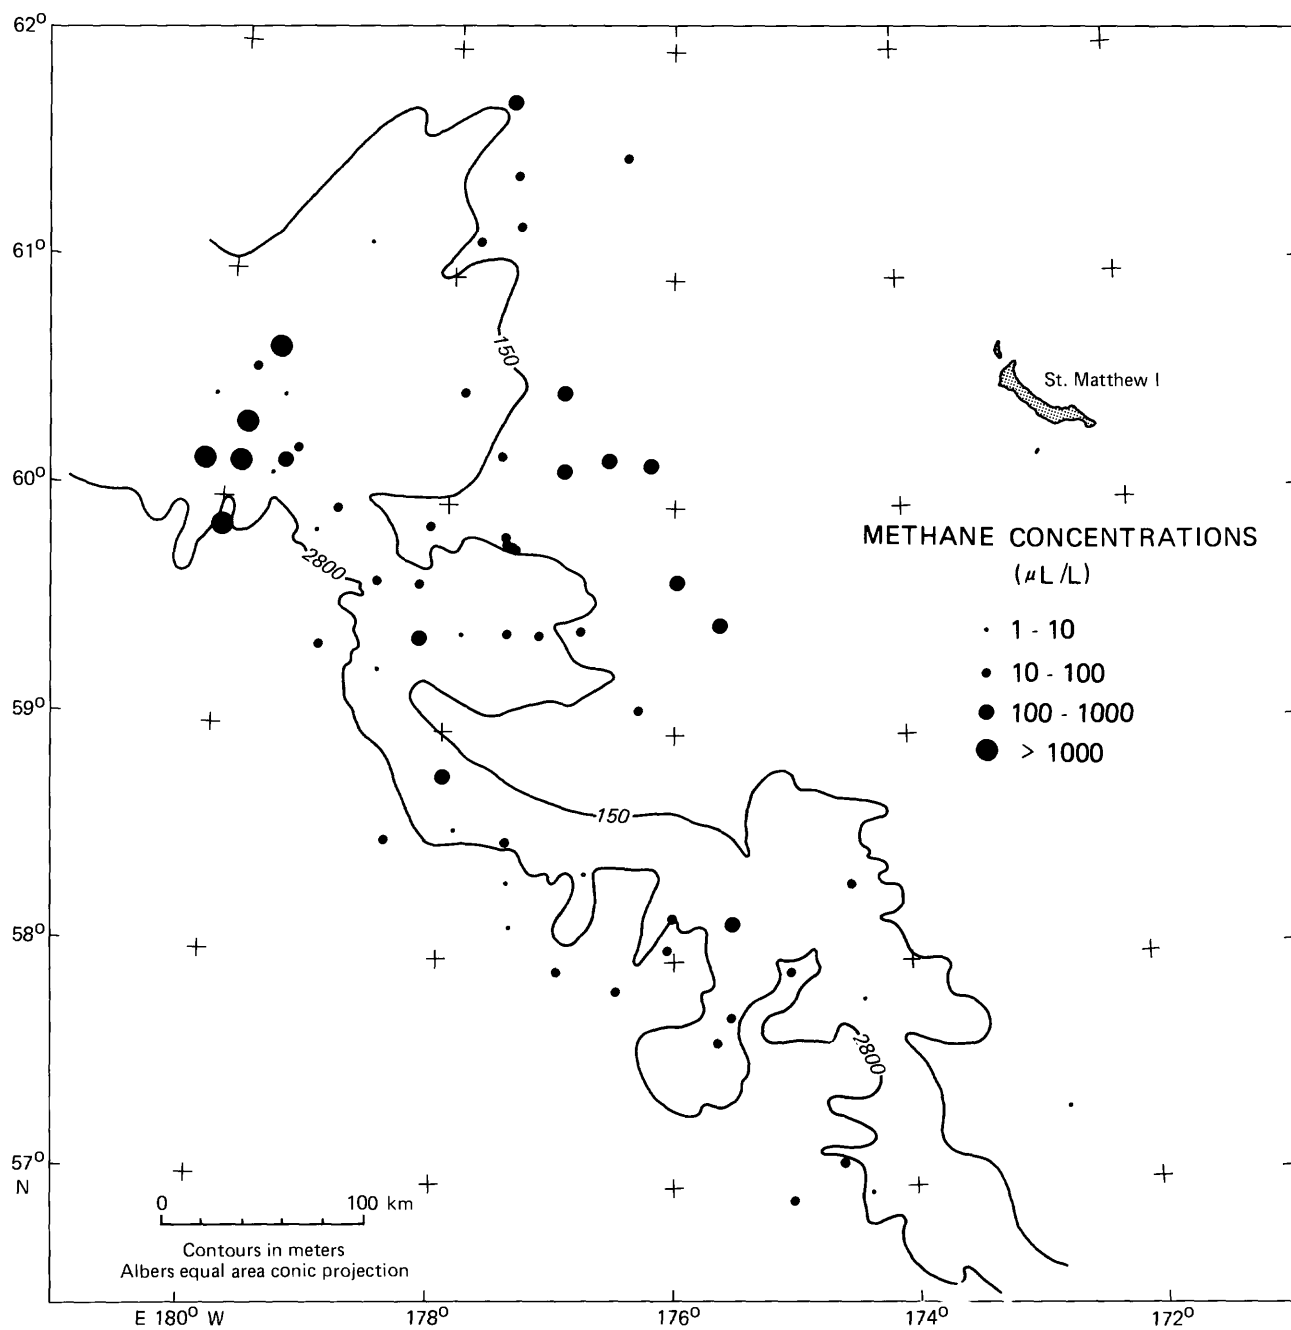 62°
61°
150
St. Matthew I
60°
METHANE CONCENTRATIONS
(μL/L)
2800
1 - 10
10 - 100
59°
100 - 1000
> 1000
150
58°
2800
57°
N
0 100 km
Contours in meters
Albers equal area conic projection
E 180° W 178° 176° 174° 172°